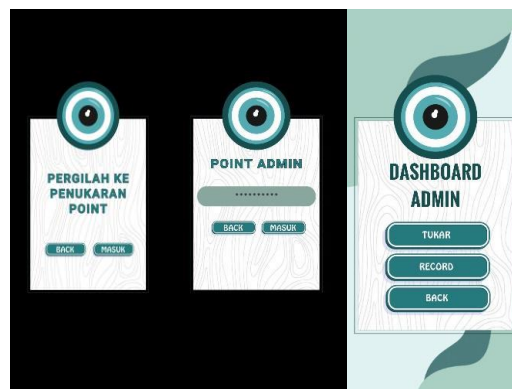 PERGILAH KE
PENUKARAN
POINT
BACK MASUK
POINT ADMIN
**********
BACK MASUK
DASHBOARD
ADMIN
TUKAR
RECORD
BACK